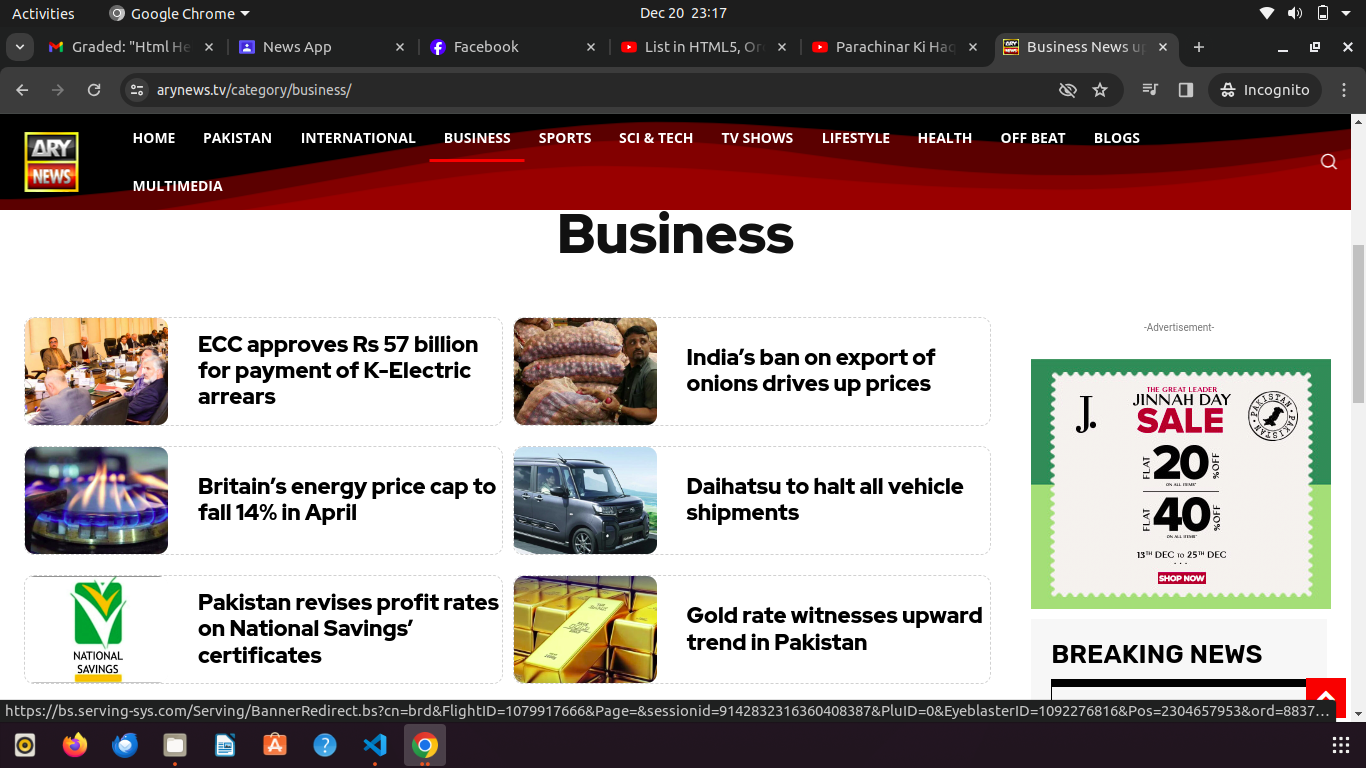 Activities
Google Chrome
Dec 20 23:17
Graded: "Html He
News App
Facebook
List in HTML5, Or
Parachinar Ki Haq
Business News up
arynews.tv/category/business/
Incognito
ARY
NEWS
HOME
PAKISTAN
INTERNATIONAL
BUSINESS
SPORTS
SCI & TECH
TV SHOWS
LIFESTYLE
HEALTH
OFF BEAT
BLOGS
MULTIMEDIA
Business
ECC approves Rs 57 billion
for payment of K-Electric
arrears
India’s ban on export of
onions drives up prices
Britain’s energy price cap to
fall 14% in April
Daihatsu to halt all vehicle
shipments
NATIONAL
SAVINGS
Pakistan revises profit rates
on National Savings’
certificates
Gold rate witnesses upward
trend in Pakistan
-Advertisement-
J.
THE GREAT LEADER
JINNAH DAY
SALE
PAKISTAN • PAKISTAN •
FLAT 20 %OFF
ON ALL ITEMS*
FLAT 40 %OFF
ON ALL ITEMS*
13TH DEC TO 25TH DEC
SHOP NOW
BREAKING NEWS
https://bs.serving-sys.com/Serving/BannerRedirect.bs?cn=brd&FlightID=1079917666&Page=&sessionid=9142832316360408387&PluID=0&EyeblasterID=1092276816&Pos=2304657953&ord=8837…